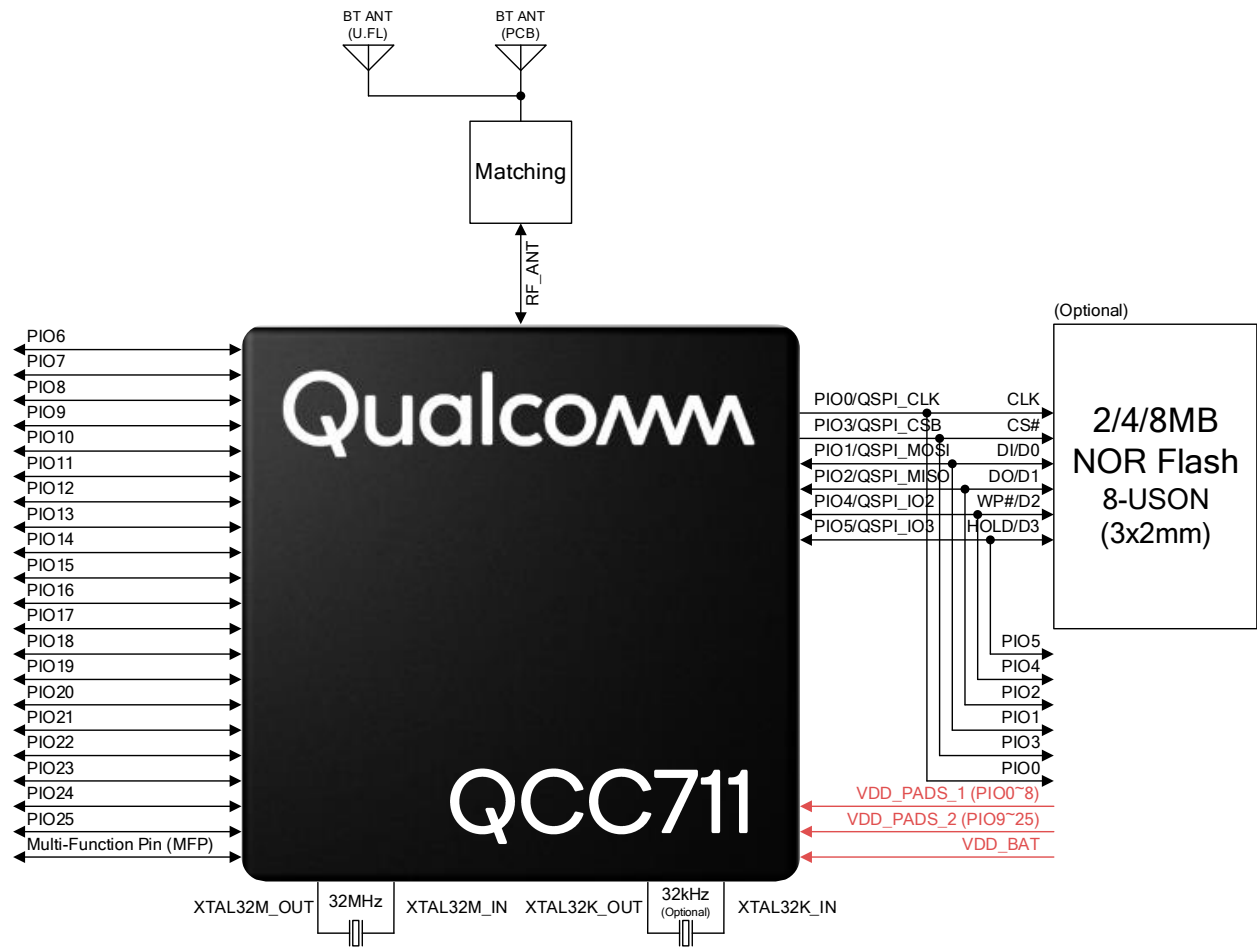 BT ANT
(U.FL)
BT ANT
(PCB)
Matching
RF_ANT
PIO6
PIO7
PIO8
PIO9
PIO10
PIO11
PIO12
PIO13
PIO14
PIO15
PIO16
PIO17
PIO18
PIO19
PIO20
PIO21
PIO22
PIO23
PIO24
PIO25
Multi-Function Pin (MFP)
Qualcomm
QCC711
PIO0/QSPI_CLK CLK
PIO3/QSPI_CSB CS#
PIO1/QSPI_MOSI DI/D0
PIO2/QSPI_MISO DO/D1
PIO4/QSPI_IO2 WP#/D2
PIO5/QSPI_IO3 HOLD/D3
(Optional)
2/4/8MB
NOR Flash
8-USON
(3x2mm)
PIO5
PIO4
PIO2
PIO1
PIO3
PIO0
VDD_PADS_1 (PIO0~8)
VDD_PADS_2 (PIO9~25)
VDD_BAT
XTAL32M_OUT 32MHz XTAL32M_IN
XTAL32K_OUT 32kHz XTAL32K_IN
(Optional)